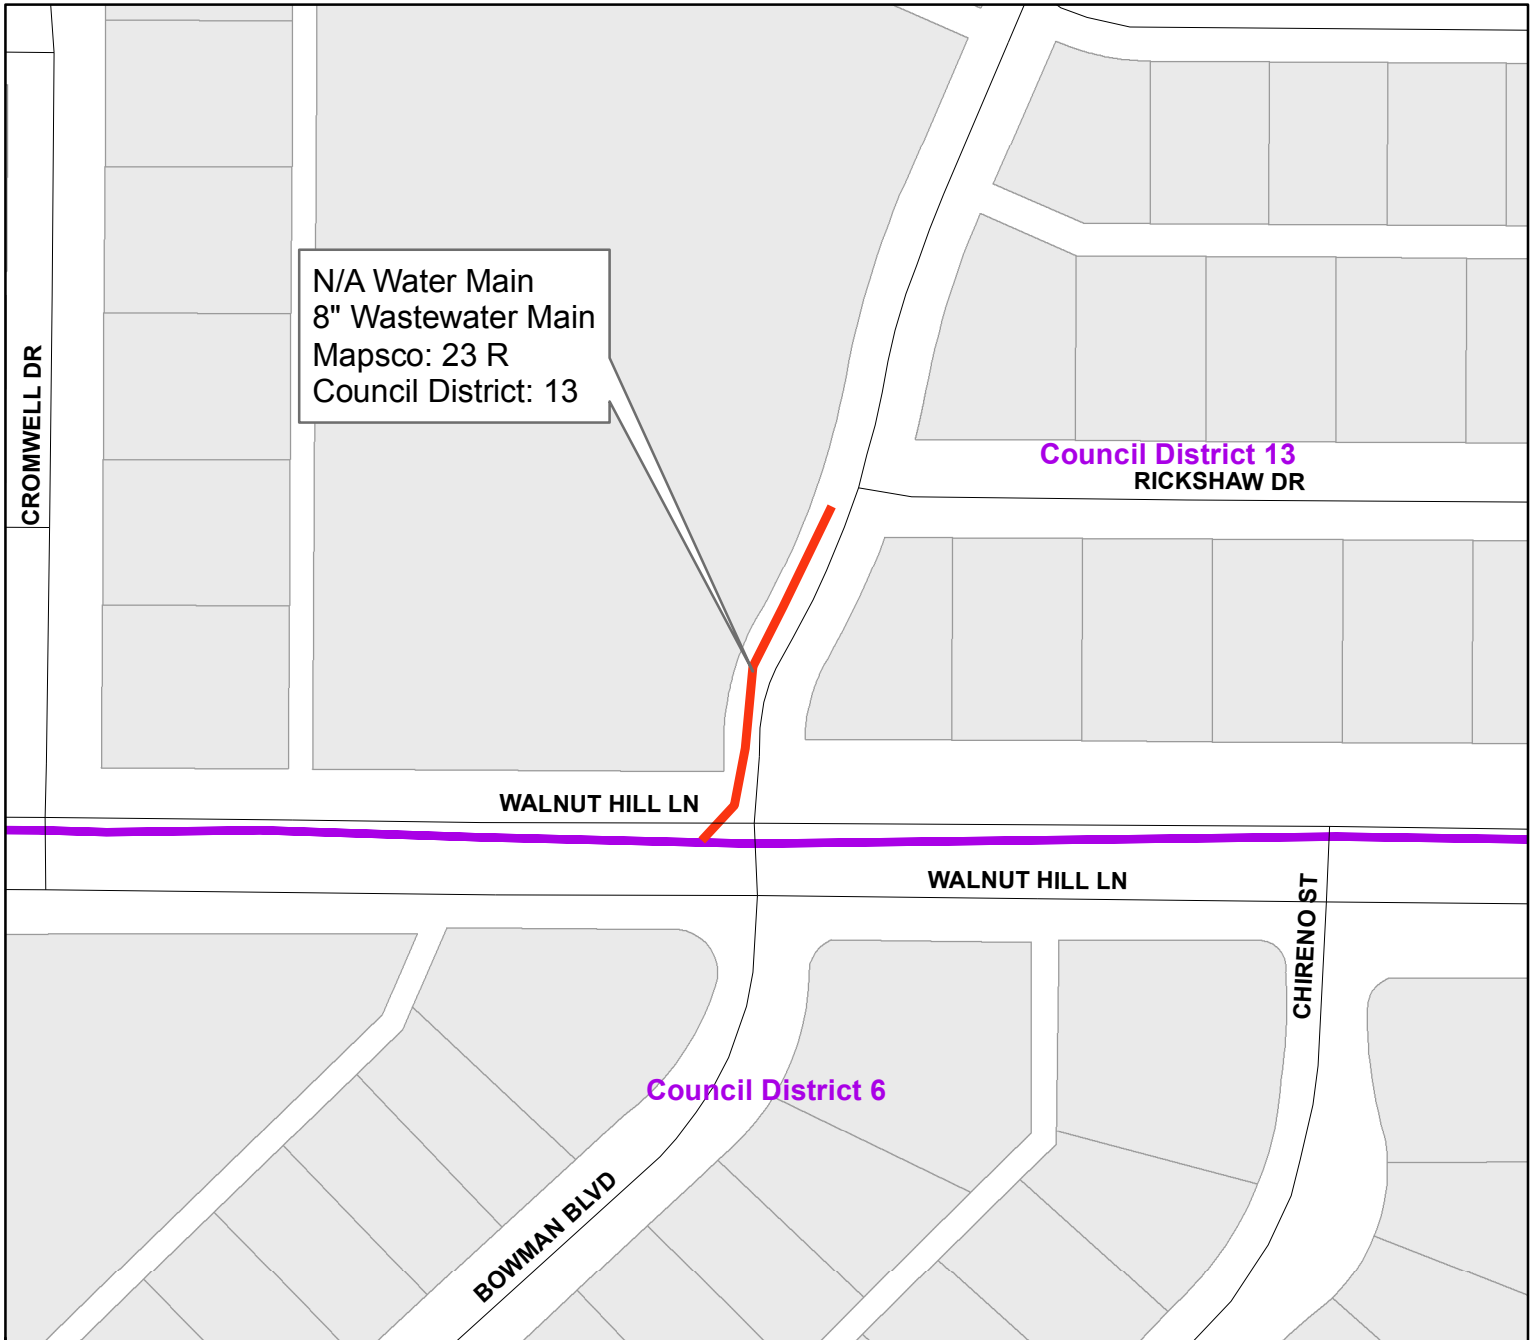 N/A Water Main
8" Wastewater Main
Mapsco: 23 R
Council District: 13
CROMWELL DR
Council District 13
RICKSHAW DR
WALNUT HILL LN
WALNUT HILL LN
CHIRENO ST
Council District 6
BOWMAN BLVD